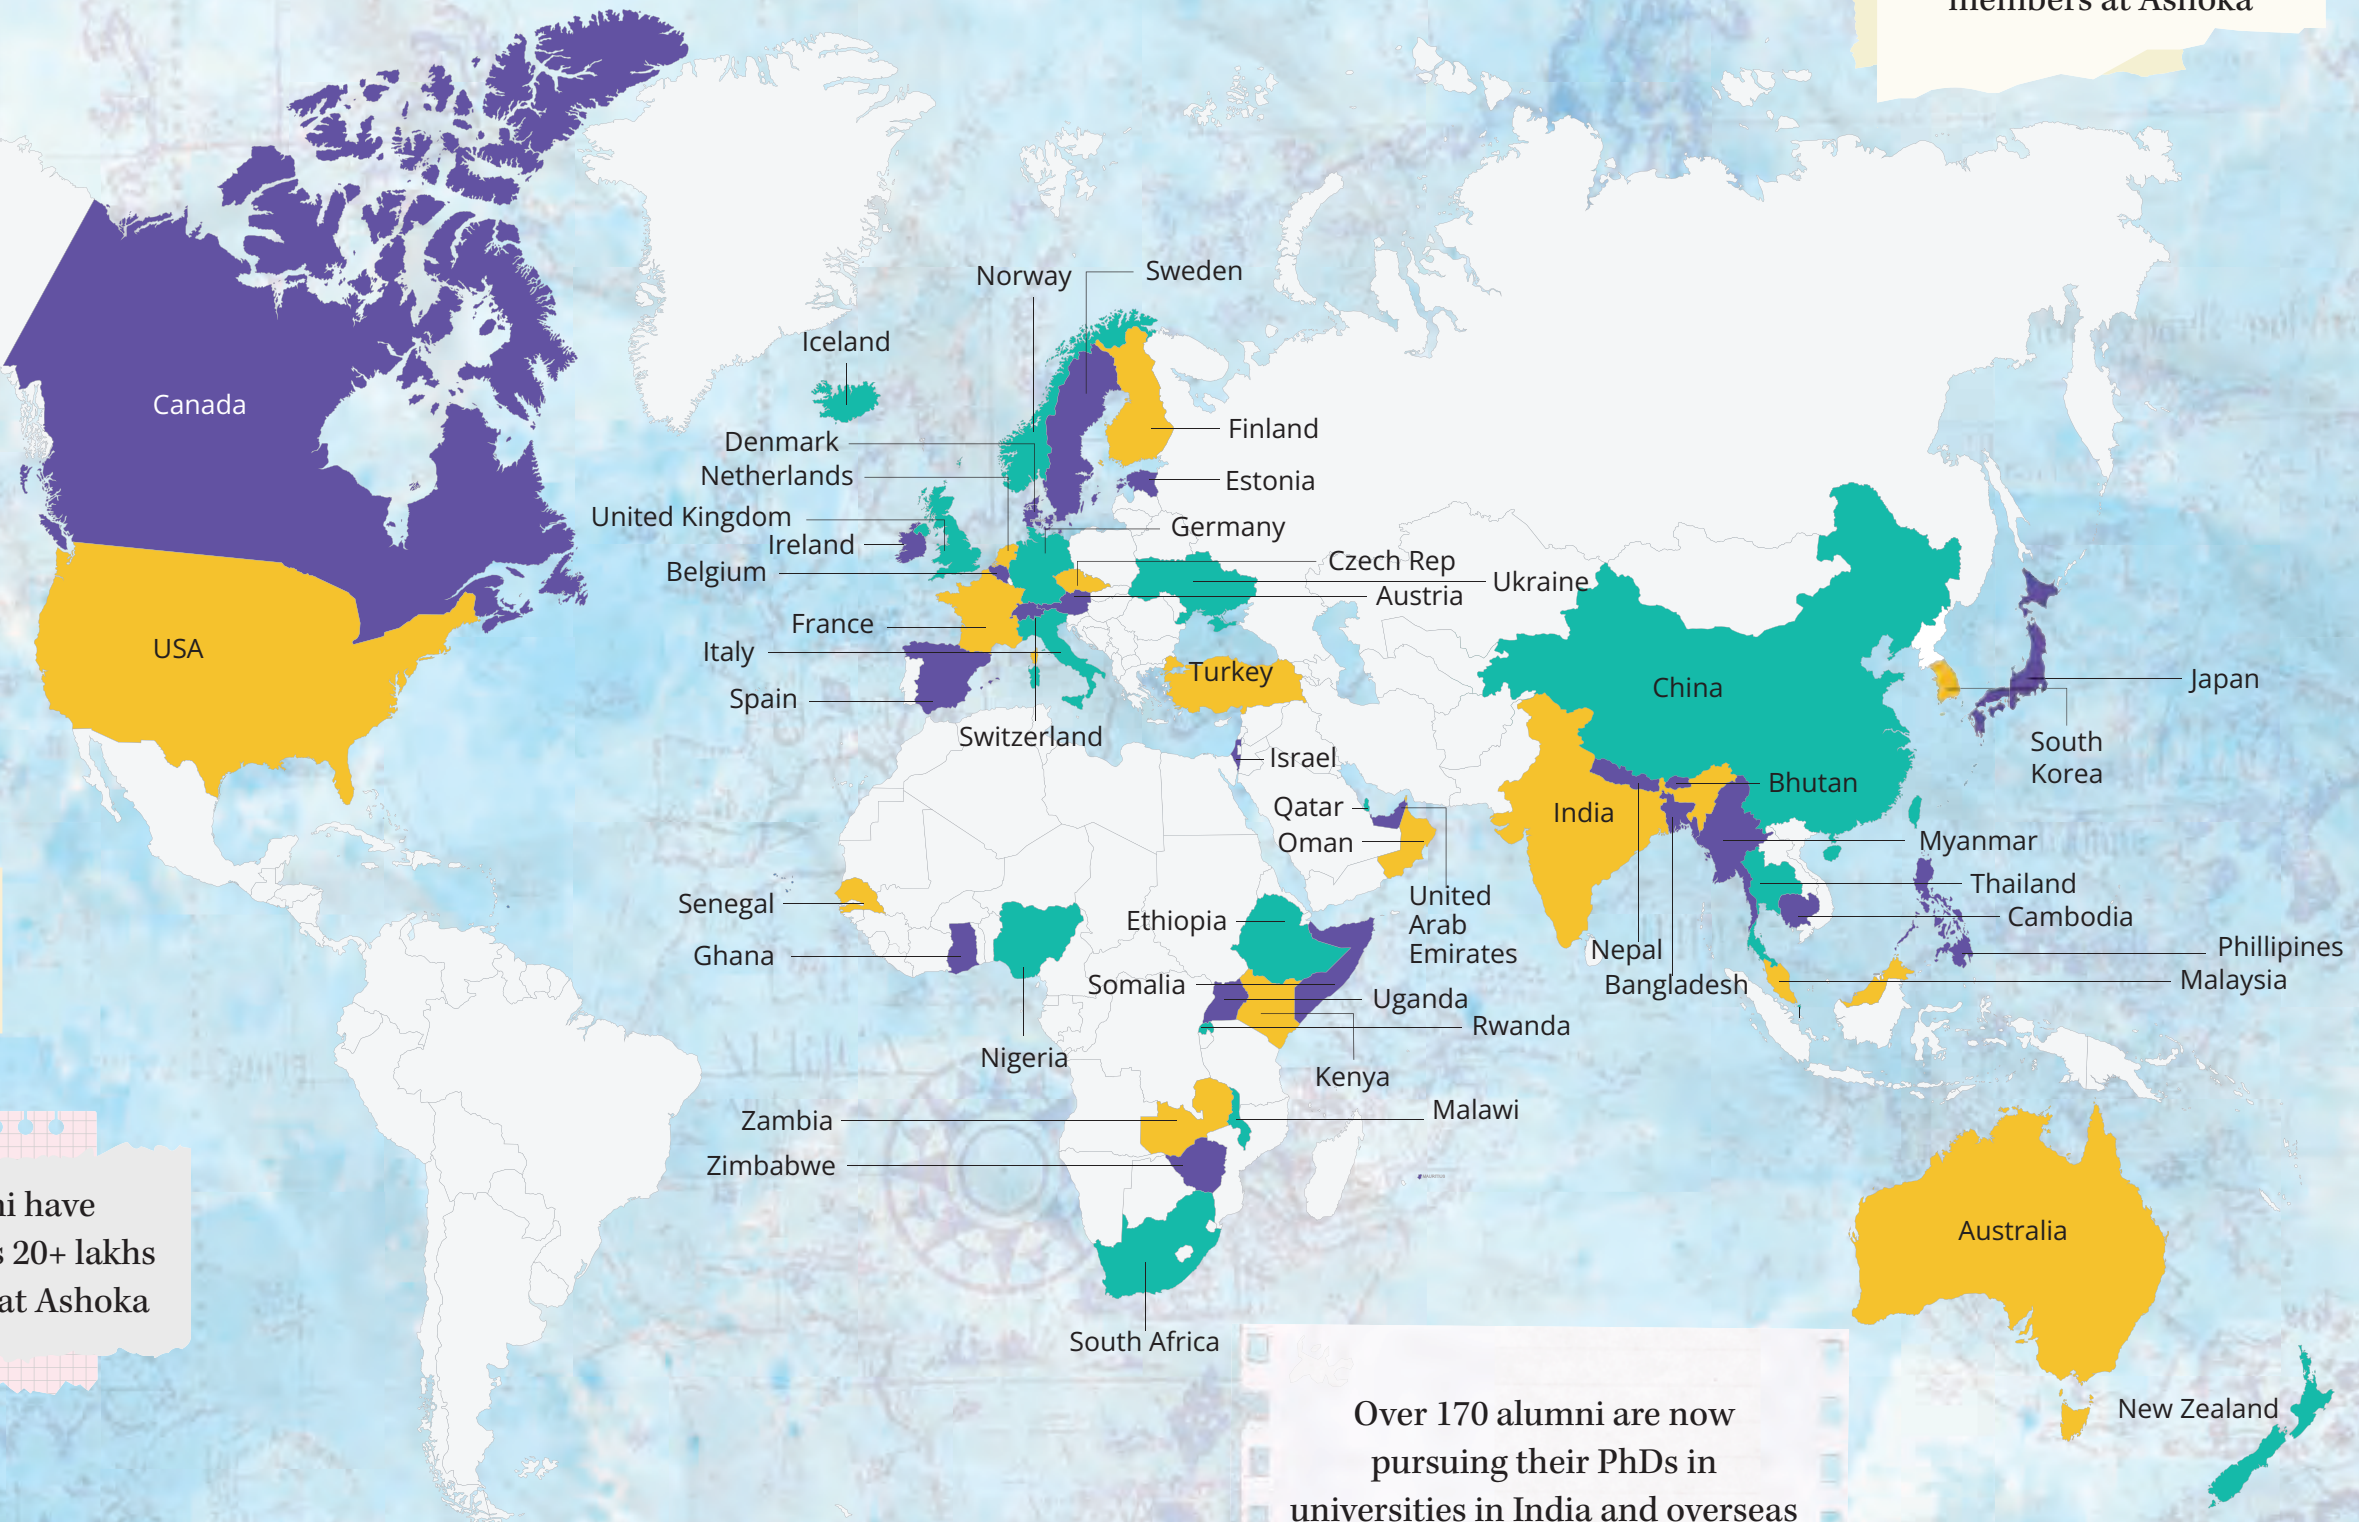 members at Ashoka
Norway
Sweden
Iceland
Canada
Finland
Denmark
Netherlands
Estonia
United Kingdom
Germany
Ireland
Czech Rep
Belgium
Ukraine
Austria
France
USA
Italy
Turkey
China
Japan
Spain
Switzerland
South
Korea
Israel
Bhutan
Qatar
India
Oman
Myanmar
Senegal
United
Arab
Emirates
Thailand
Ethiopia
Cambodia
Ghana
Nepal
Phillipines
Somalia
Bangladesh
Malaysia
Uganda
Rwanda
Nigeria
Kenya
Zambia
Malawi
Zimbabwe
MAURITIUS
ni have
s 20+ lakhs
at Ashoka
Australia
South Africa
New Zealand
Over 170 alumni are now
pursuing their PhDs in
universities in India and overseas